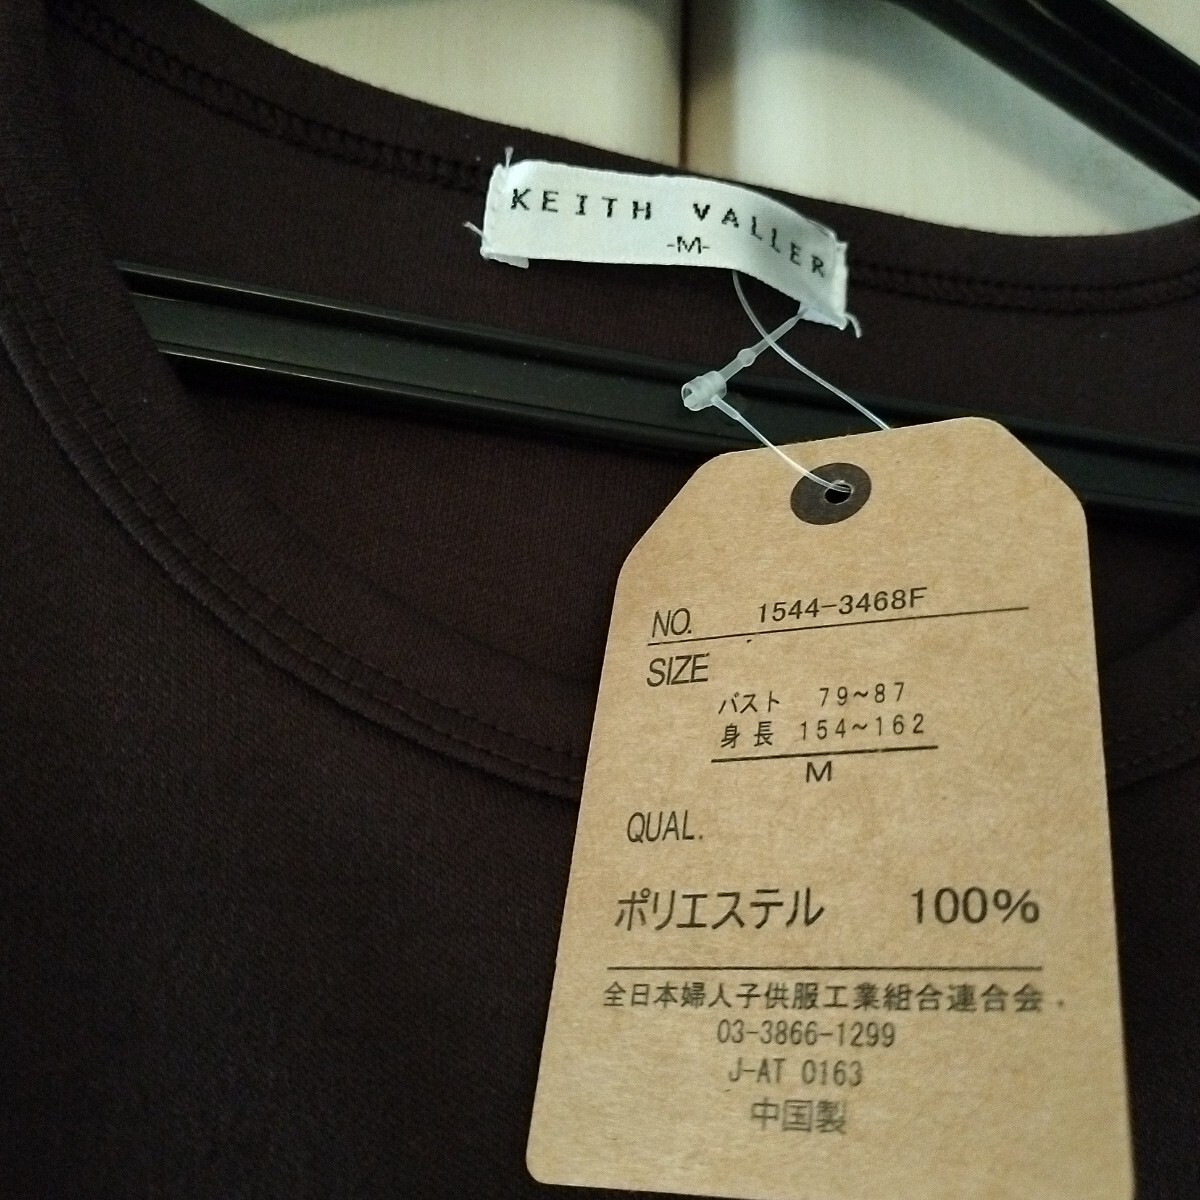 KEITH VALLER
-M-
NO. 1544-3468F
SIZE
バスト 79~87
身長 154~162
M
QUAL.
ポリエステル 100%
全日本婦人子供服工業組合連合会
03-3866-1299
J-AT 0163
中国製